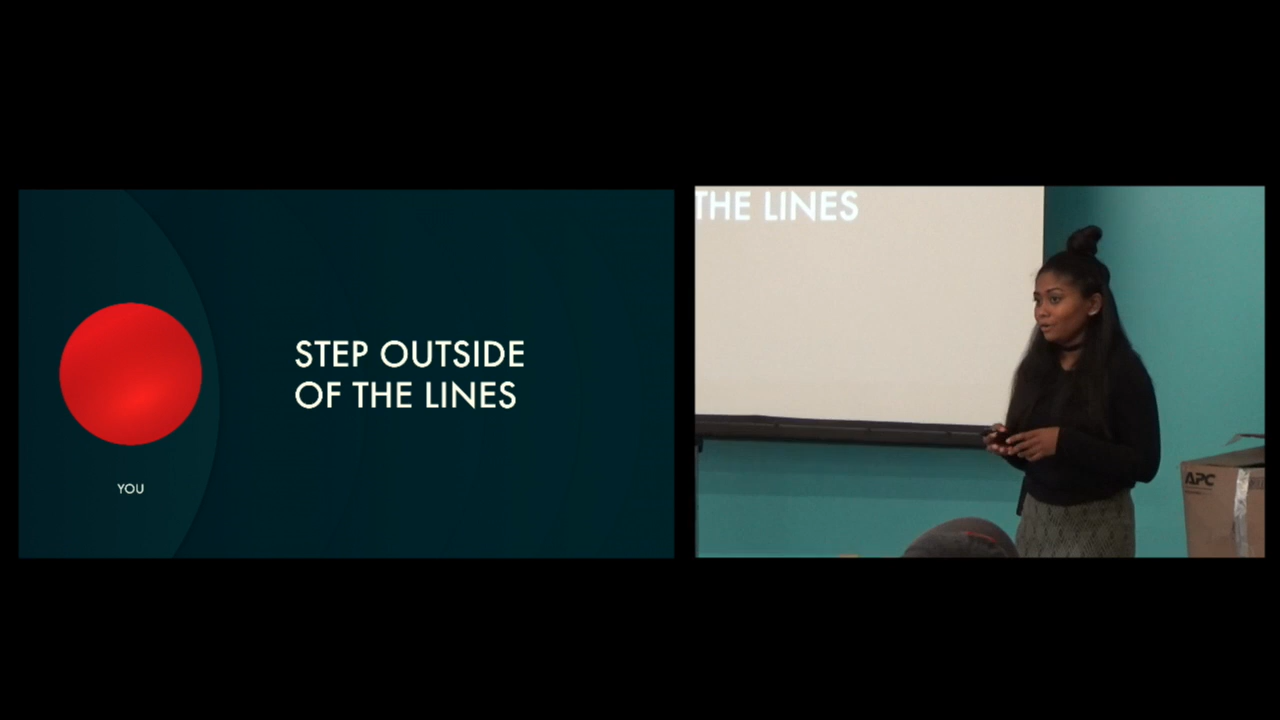 STEP OUTSIDE
OF THE LINES
YOU
THE LINES
APC